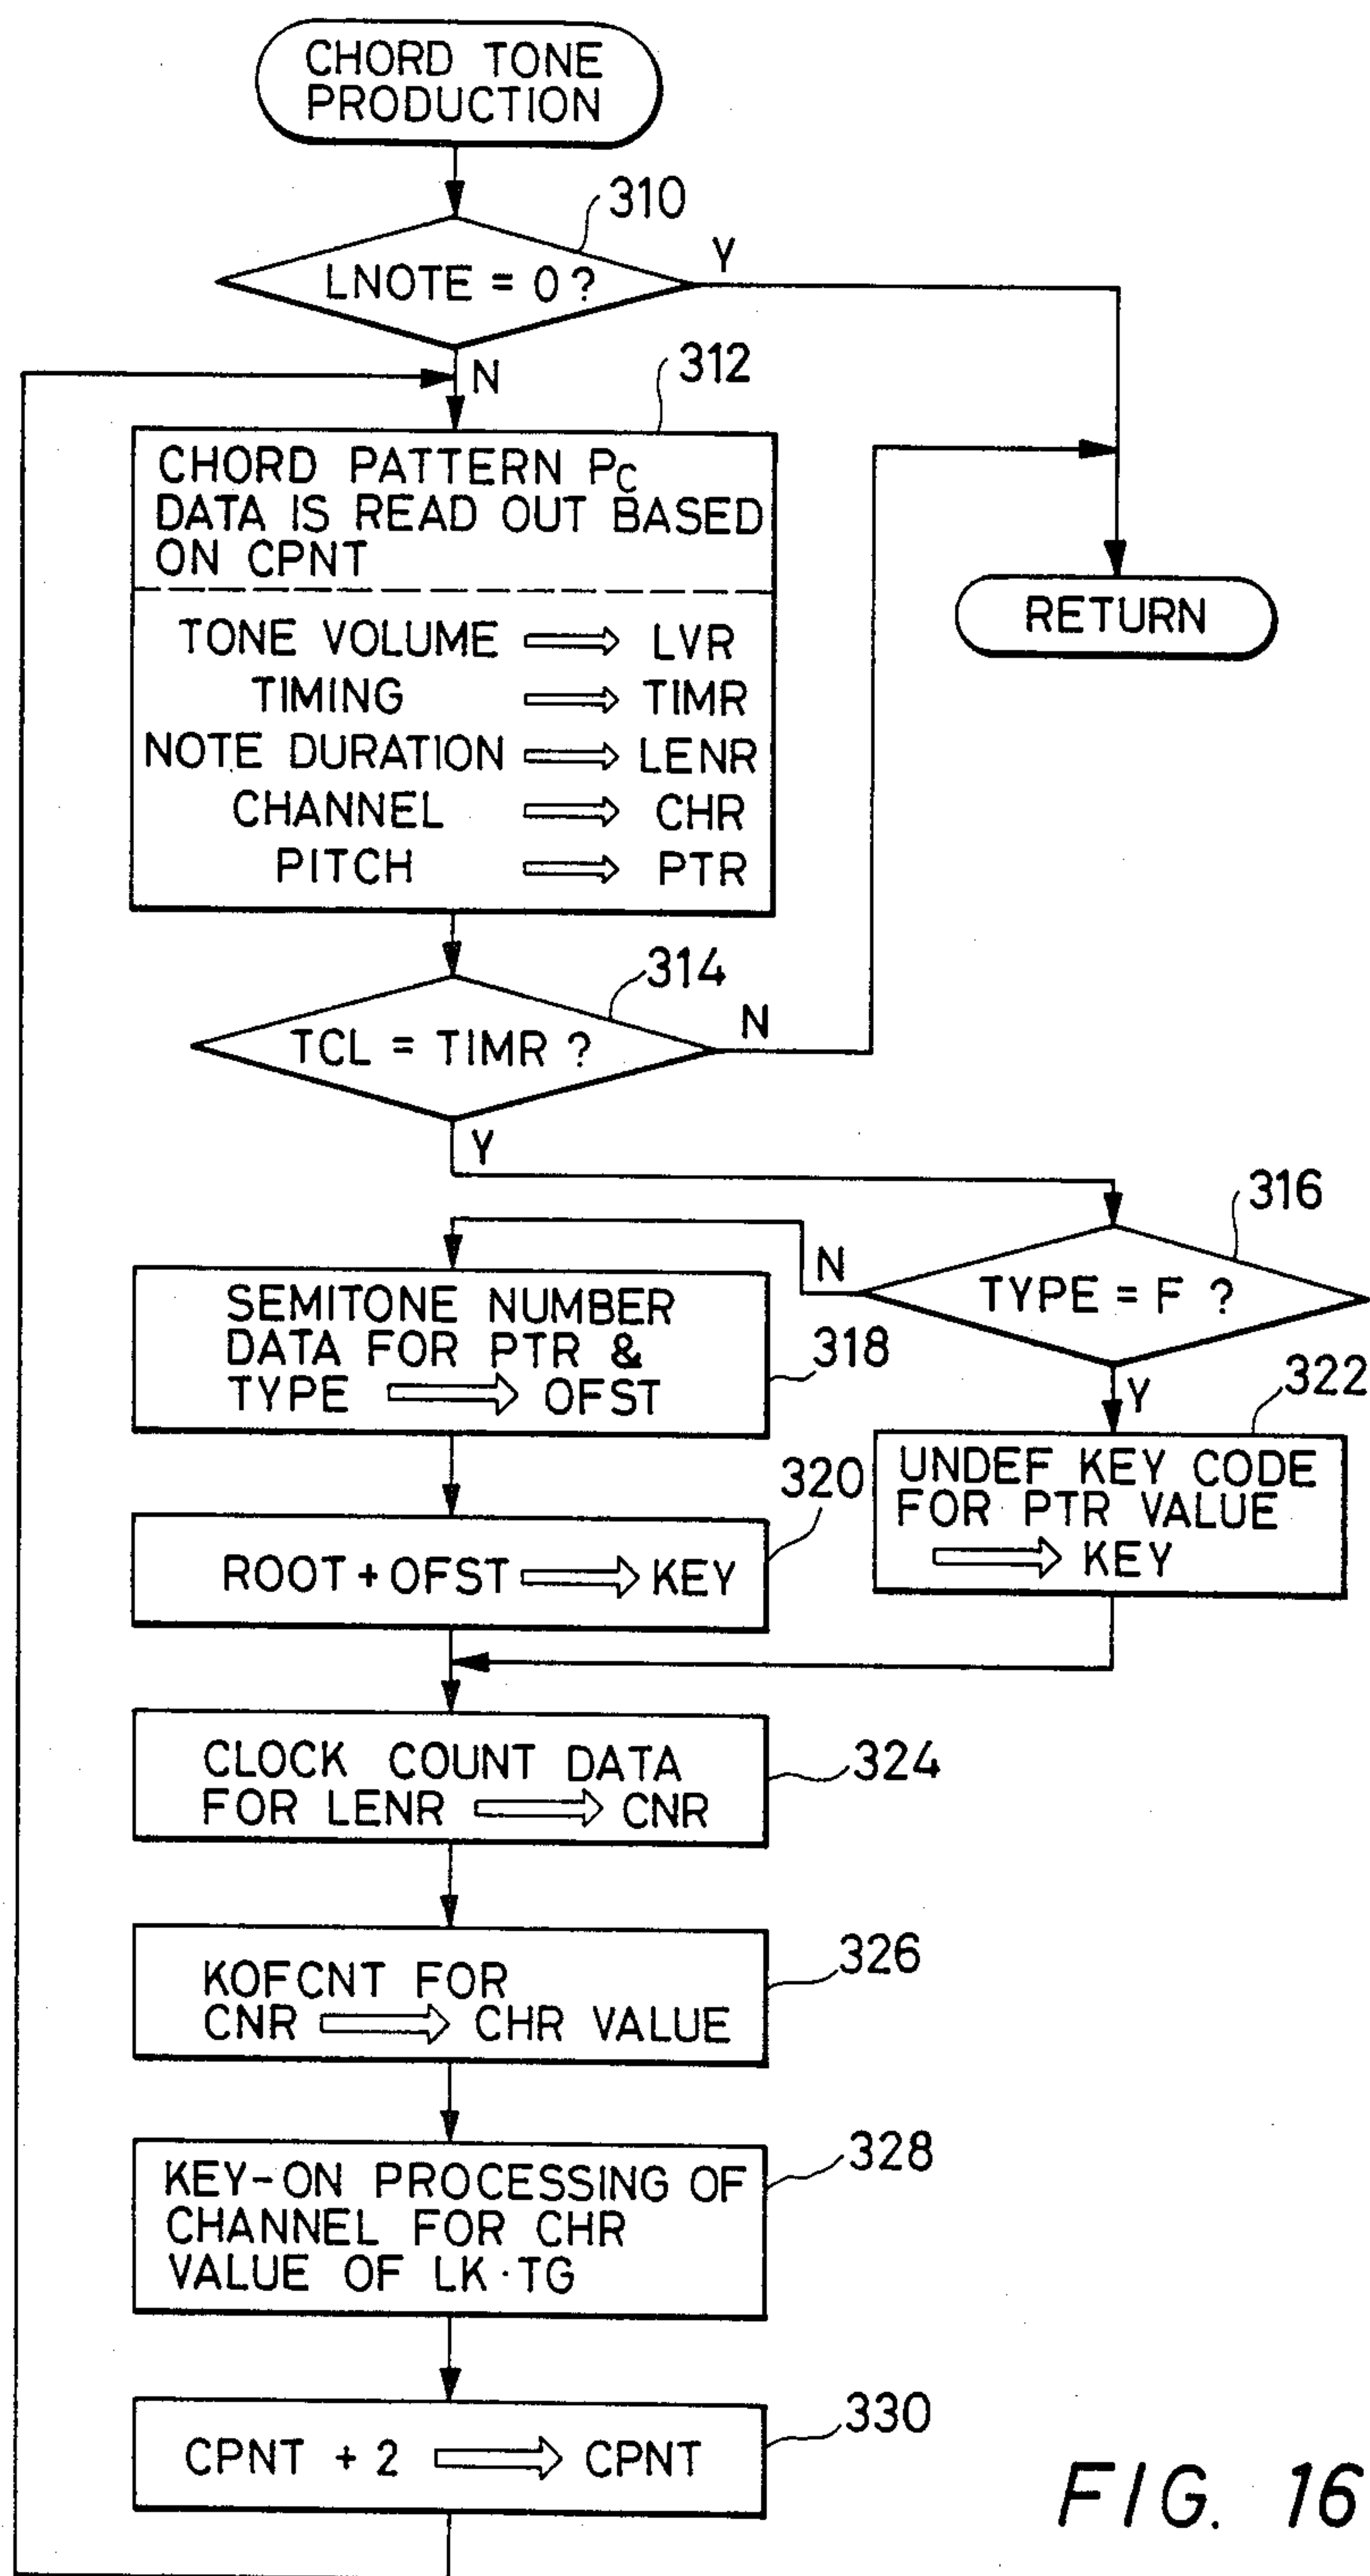 CHORD TONE
PRODUCTION
310
LNOTE = 0 ?
Y
N
312
CHORD PATTERN PC
DATA IS READ OUT BASED
ON CPNT
TONE VOLUME ⇒ LVR
TIMING ⇒ TIMR
NOTE DURATION ⇒ LENR
CHANNEL ⇒ CHR
PITCH ⇒ PTR
RETURN
314
TCL = TIMR ?
N
Y
316
TYPE = F ?
N
Y
SEMITONE NUMBER
DATA FOR PTR &
TYPE ⇒ OFST
318
322
UNDEF KEY CODE
FOR PTR VALUE
⇒ KEY
320
ROOT + OFST ⇒ KEY
CLOCK COUNT DATA
FOR LENR ⇒ CNR
324
KOFCNT FOR
CNR ⇒ CHR VALUE
326
KEY-ON PROCESSING OF
CHANNEL FOR CHR
VALUE OF LK·TG
328
CPNT + 2 ⇒ CPNT
330
FIG. 16